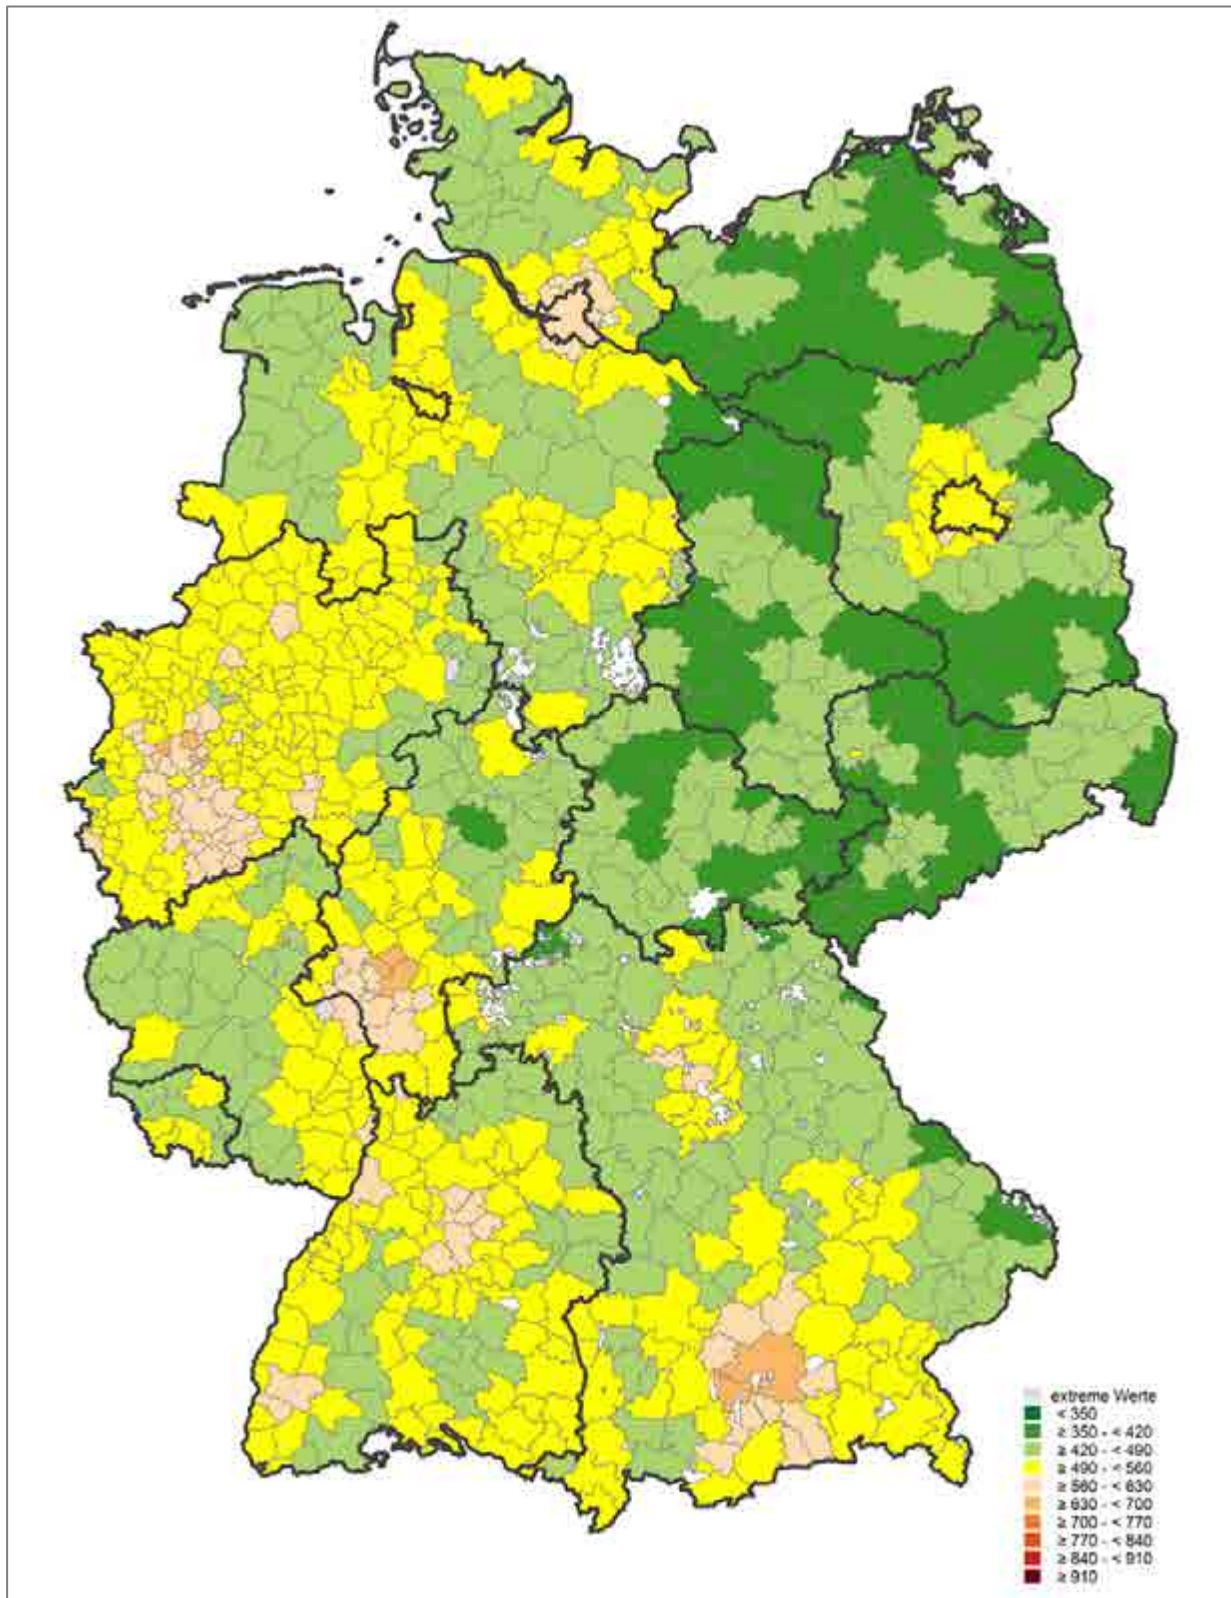 extreme Werte
< 350
≥ 350 - < 420
≥ 420 - < 490
≥ 490 - < 560
≥ 560 - < 630
≥ 630 - < 700
≥ 700 - < 770
≥ 770 - < 840
≥ 840 - < 910
≥ 910